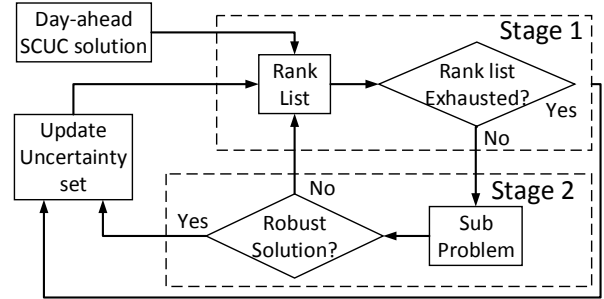 Day-ahead
SCUC solution
Stage 1
Rank
List
Rank list
Exhausted?
Yes
No
Update
Uncertainty
set
Stage 2
No
Yes
Robust
Solution?
Sub
Problem